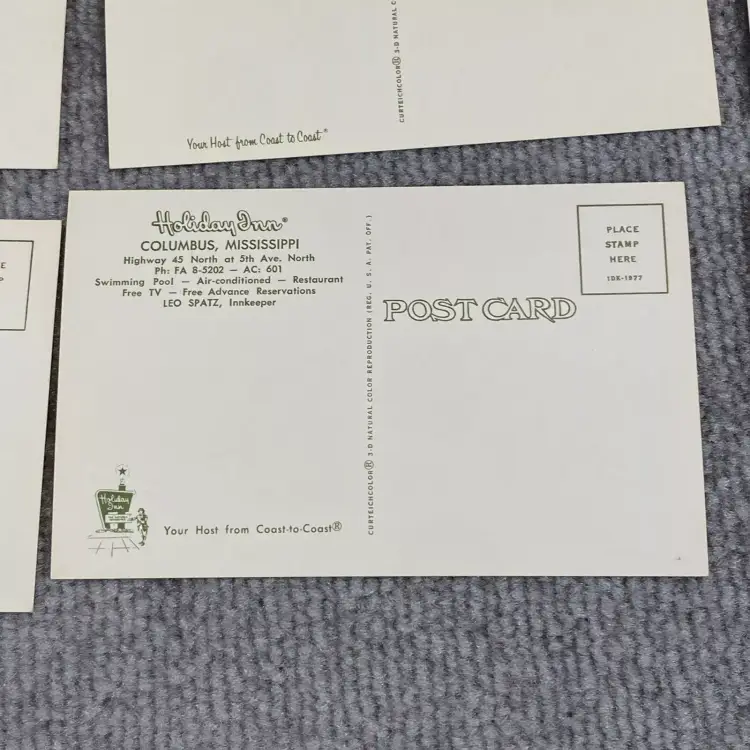 CURTEICHCOLOR® 3-D NATURAL C
Your Host from Coast to Coast®
Holiday Inn®
COLUMBUS, MISSISSIPPI
Highway 45 North at 5th Ave. North
Ph: FA 8-5202 — AC: 601
Swimming Pool — Air-conditioned — Restaurant
Free TV — Free Advance Reservations
LEO SPATZ, Innkeeper
CURTEICHCOLOR® 3-D NATURAL COLOR REPRODUCTION (REG. U. S. A. PAT. OFF.)
PLACE
STAMP
HERE
1DK-1977
POST CARD
Holiday
Inn
Your Host from Coast-to-Coast®
E